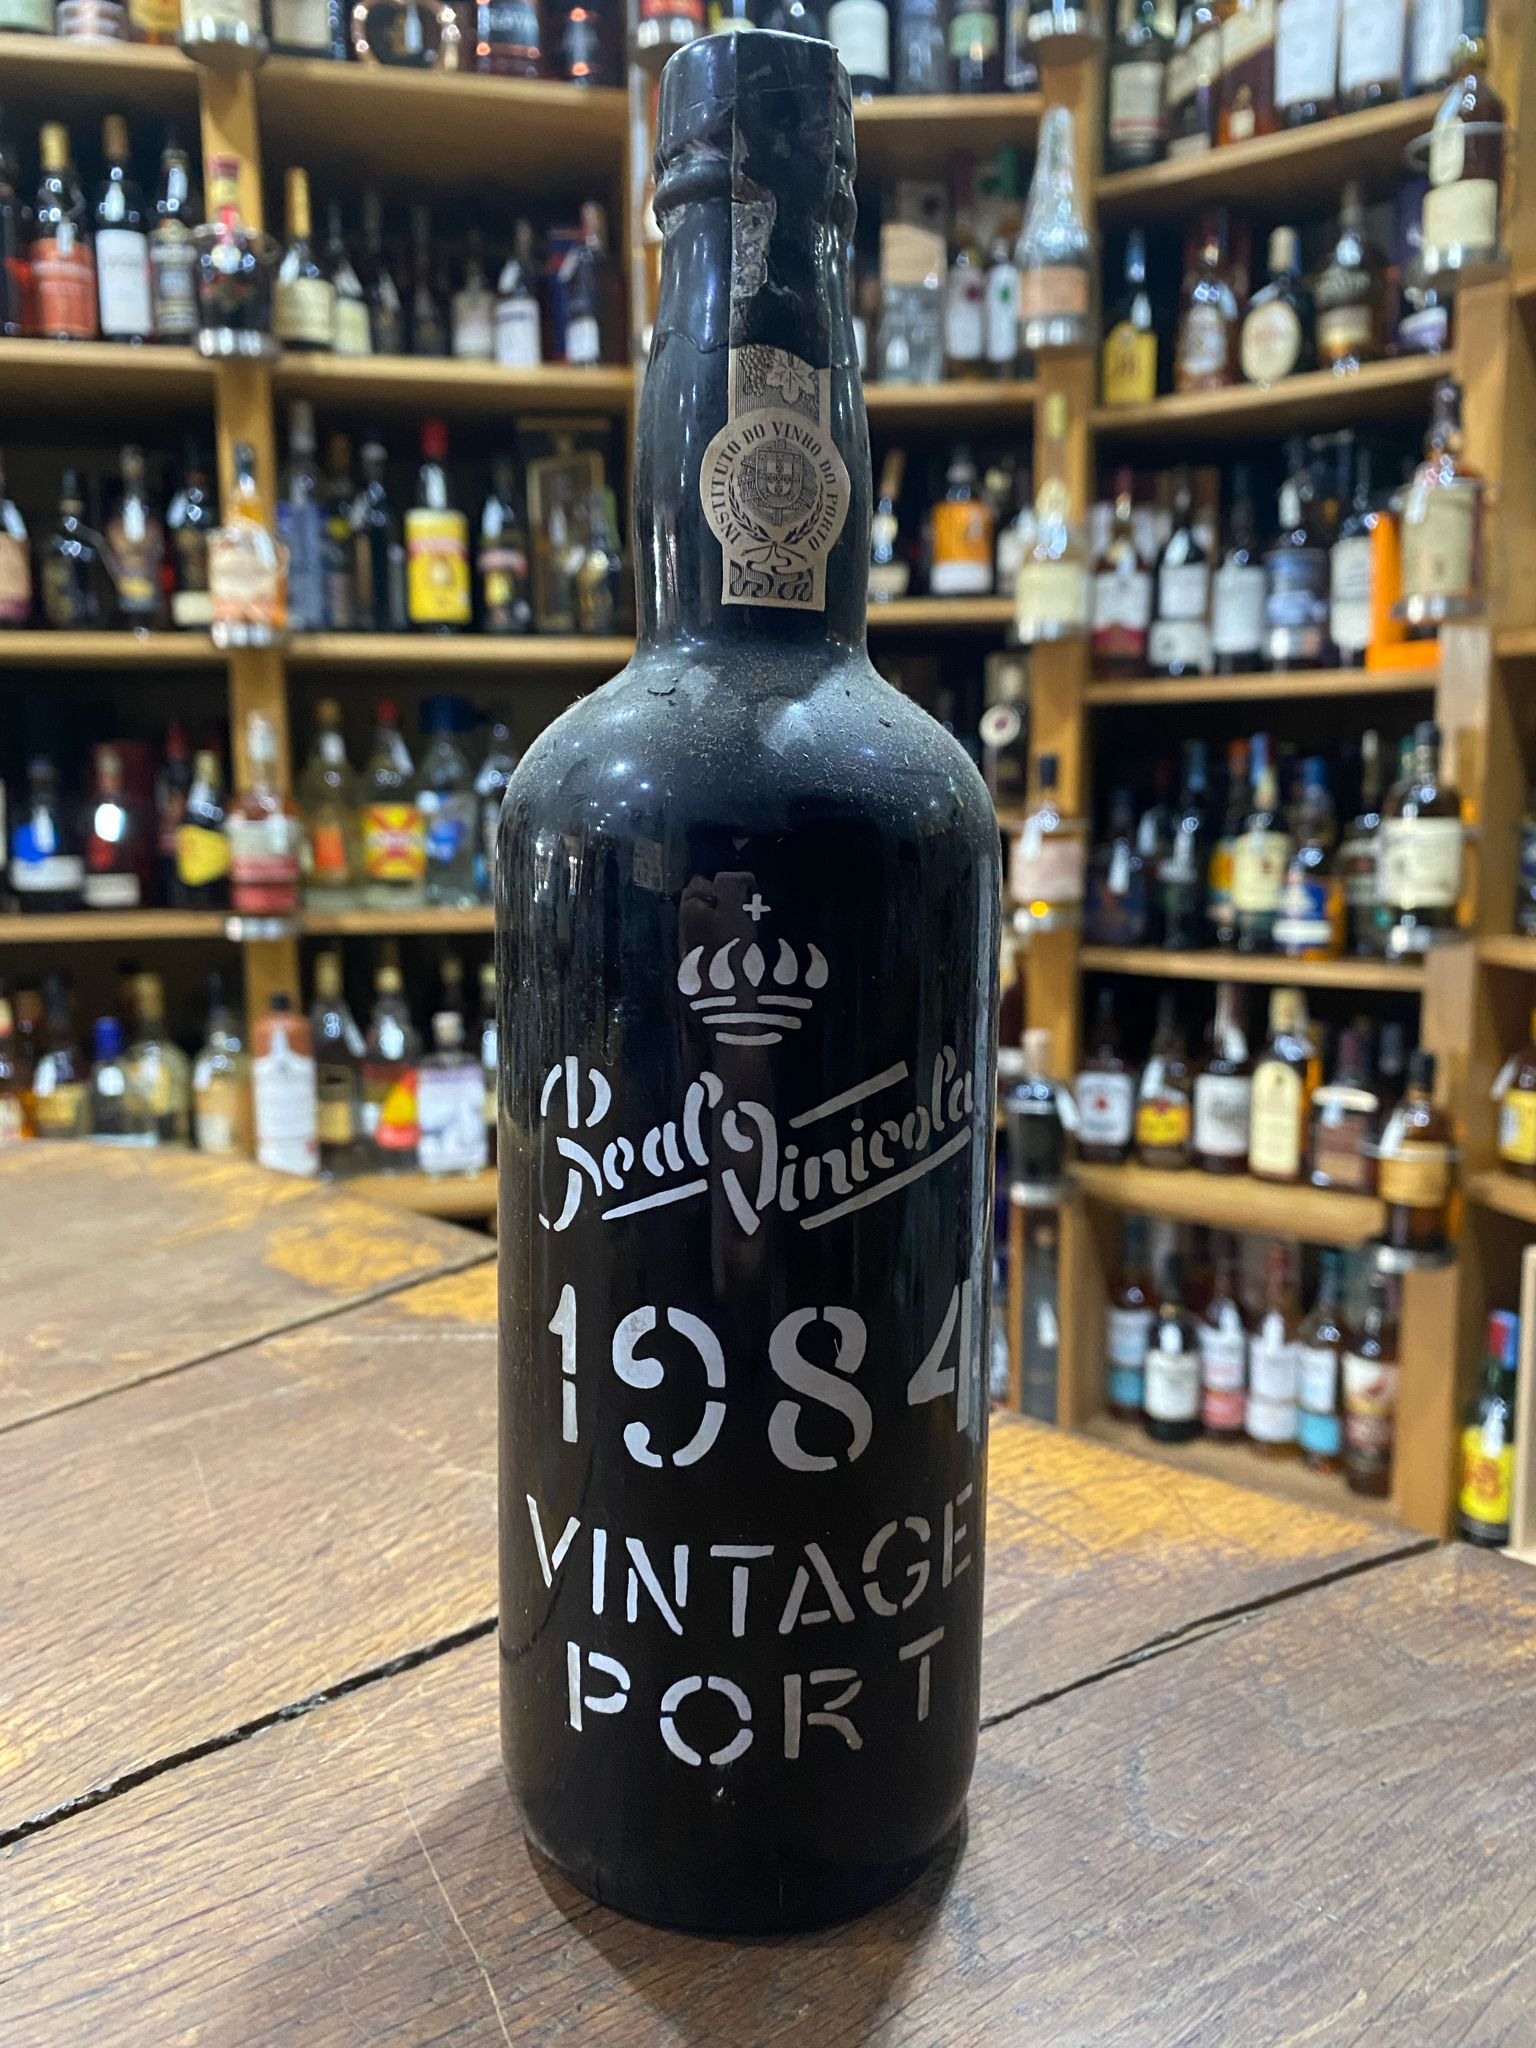 INSTITUTO DO VINHO DO PORTO
Real Vinicola
1984
VINTAGE
PORT